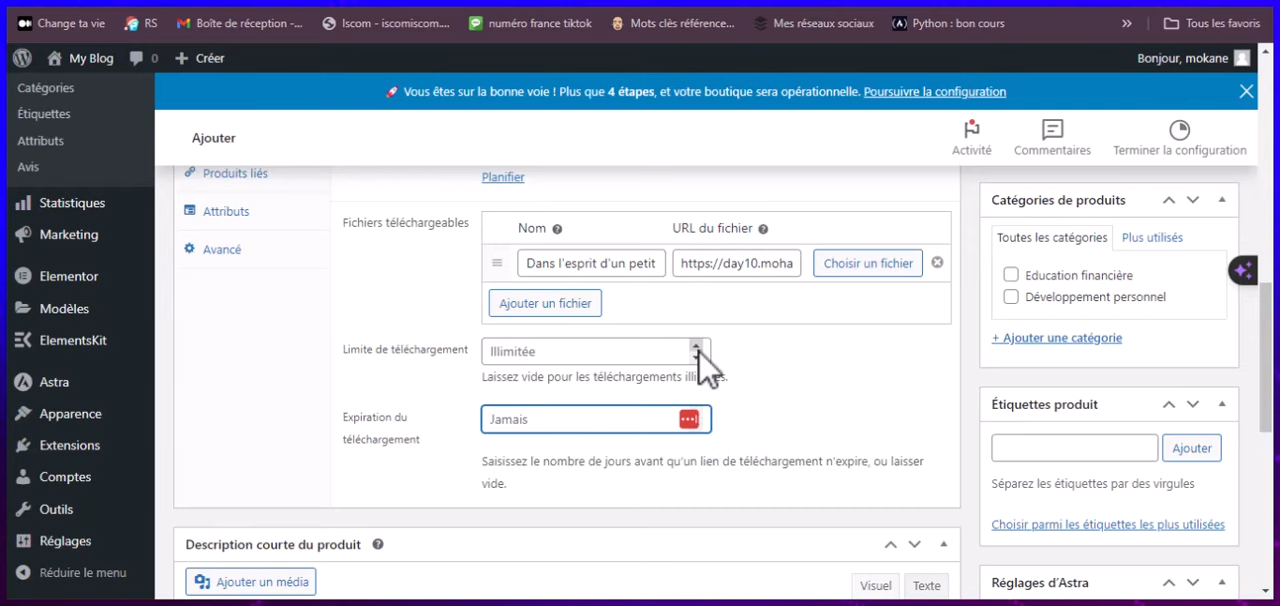 Change ta vie
RS
Boîte de réception -...
Iscom - iscomiscom....
numéro france tiktok
Mots clés référence...
Mes réseaux sociaux
Python : bon cours
»
Tous les favoris
My Blog
0
Créer
Bonjour, mokane
Catégories
Étiquettes
Attributs
Avis
Statistiques
Marketing
Elementor
Modèles
ElementsKit
Astra
Apparence
Extensions
Comptes
Outils
Réglages
Réduire le menu
Vous êtes sur la bonne voie ! Plus que 4 étapes, et votre boutique sera opérationnelle. Poursuivre la configuration
Ajouter
Activité
Commentaires
Terminer la configuration
Produits liés
Attributs
Avancé
Planifier
Fichiers téléchargeables
Nom
URL du fichier
Dans l'esprit d'un petit
https://day10.moha
Choisir un fichier
Ajouter un fichier
Limite de téléchargement
Illimitée
Laissez vide pour les téléchargements
Expiration du
téléchargement
Jamais
Saisissez le nombre de jours avant qu'un lien de téléchargement n'expire, ou laisser
vide.
Description courte du produit
Ajouter un média
Visuel
Texte
Catégories de produits
Toutes les catégories
Plus utilisés
Education financière
Développement personnel
+ Ajouter une catégorie
Étiquettes produit
Ajouter
Séparez les étiquettes par des virgules
Choisir parmi les étiquettes les plus utilisées
Réglages d'Astra